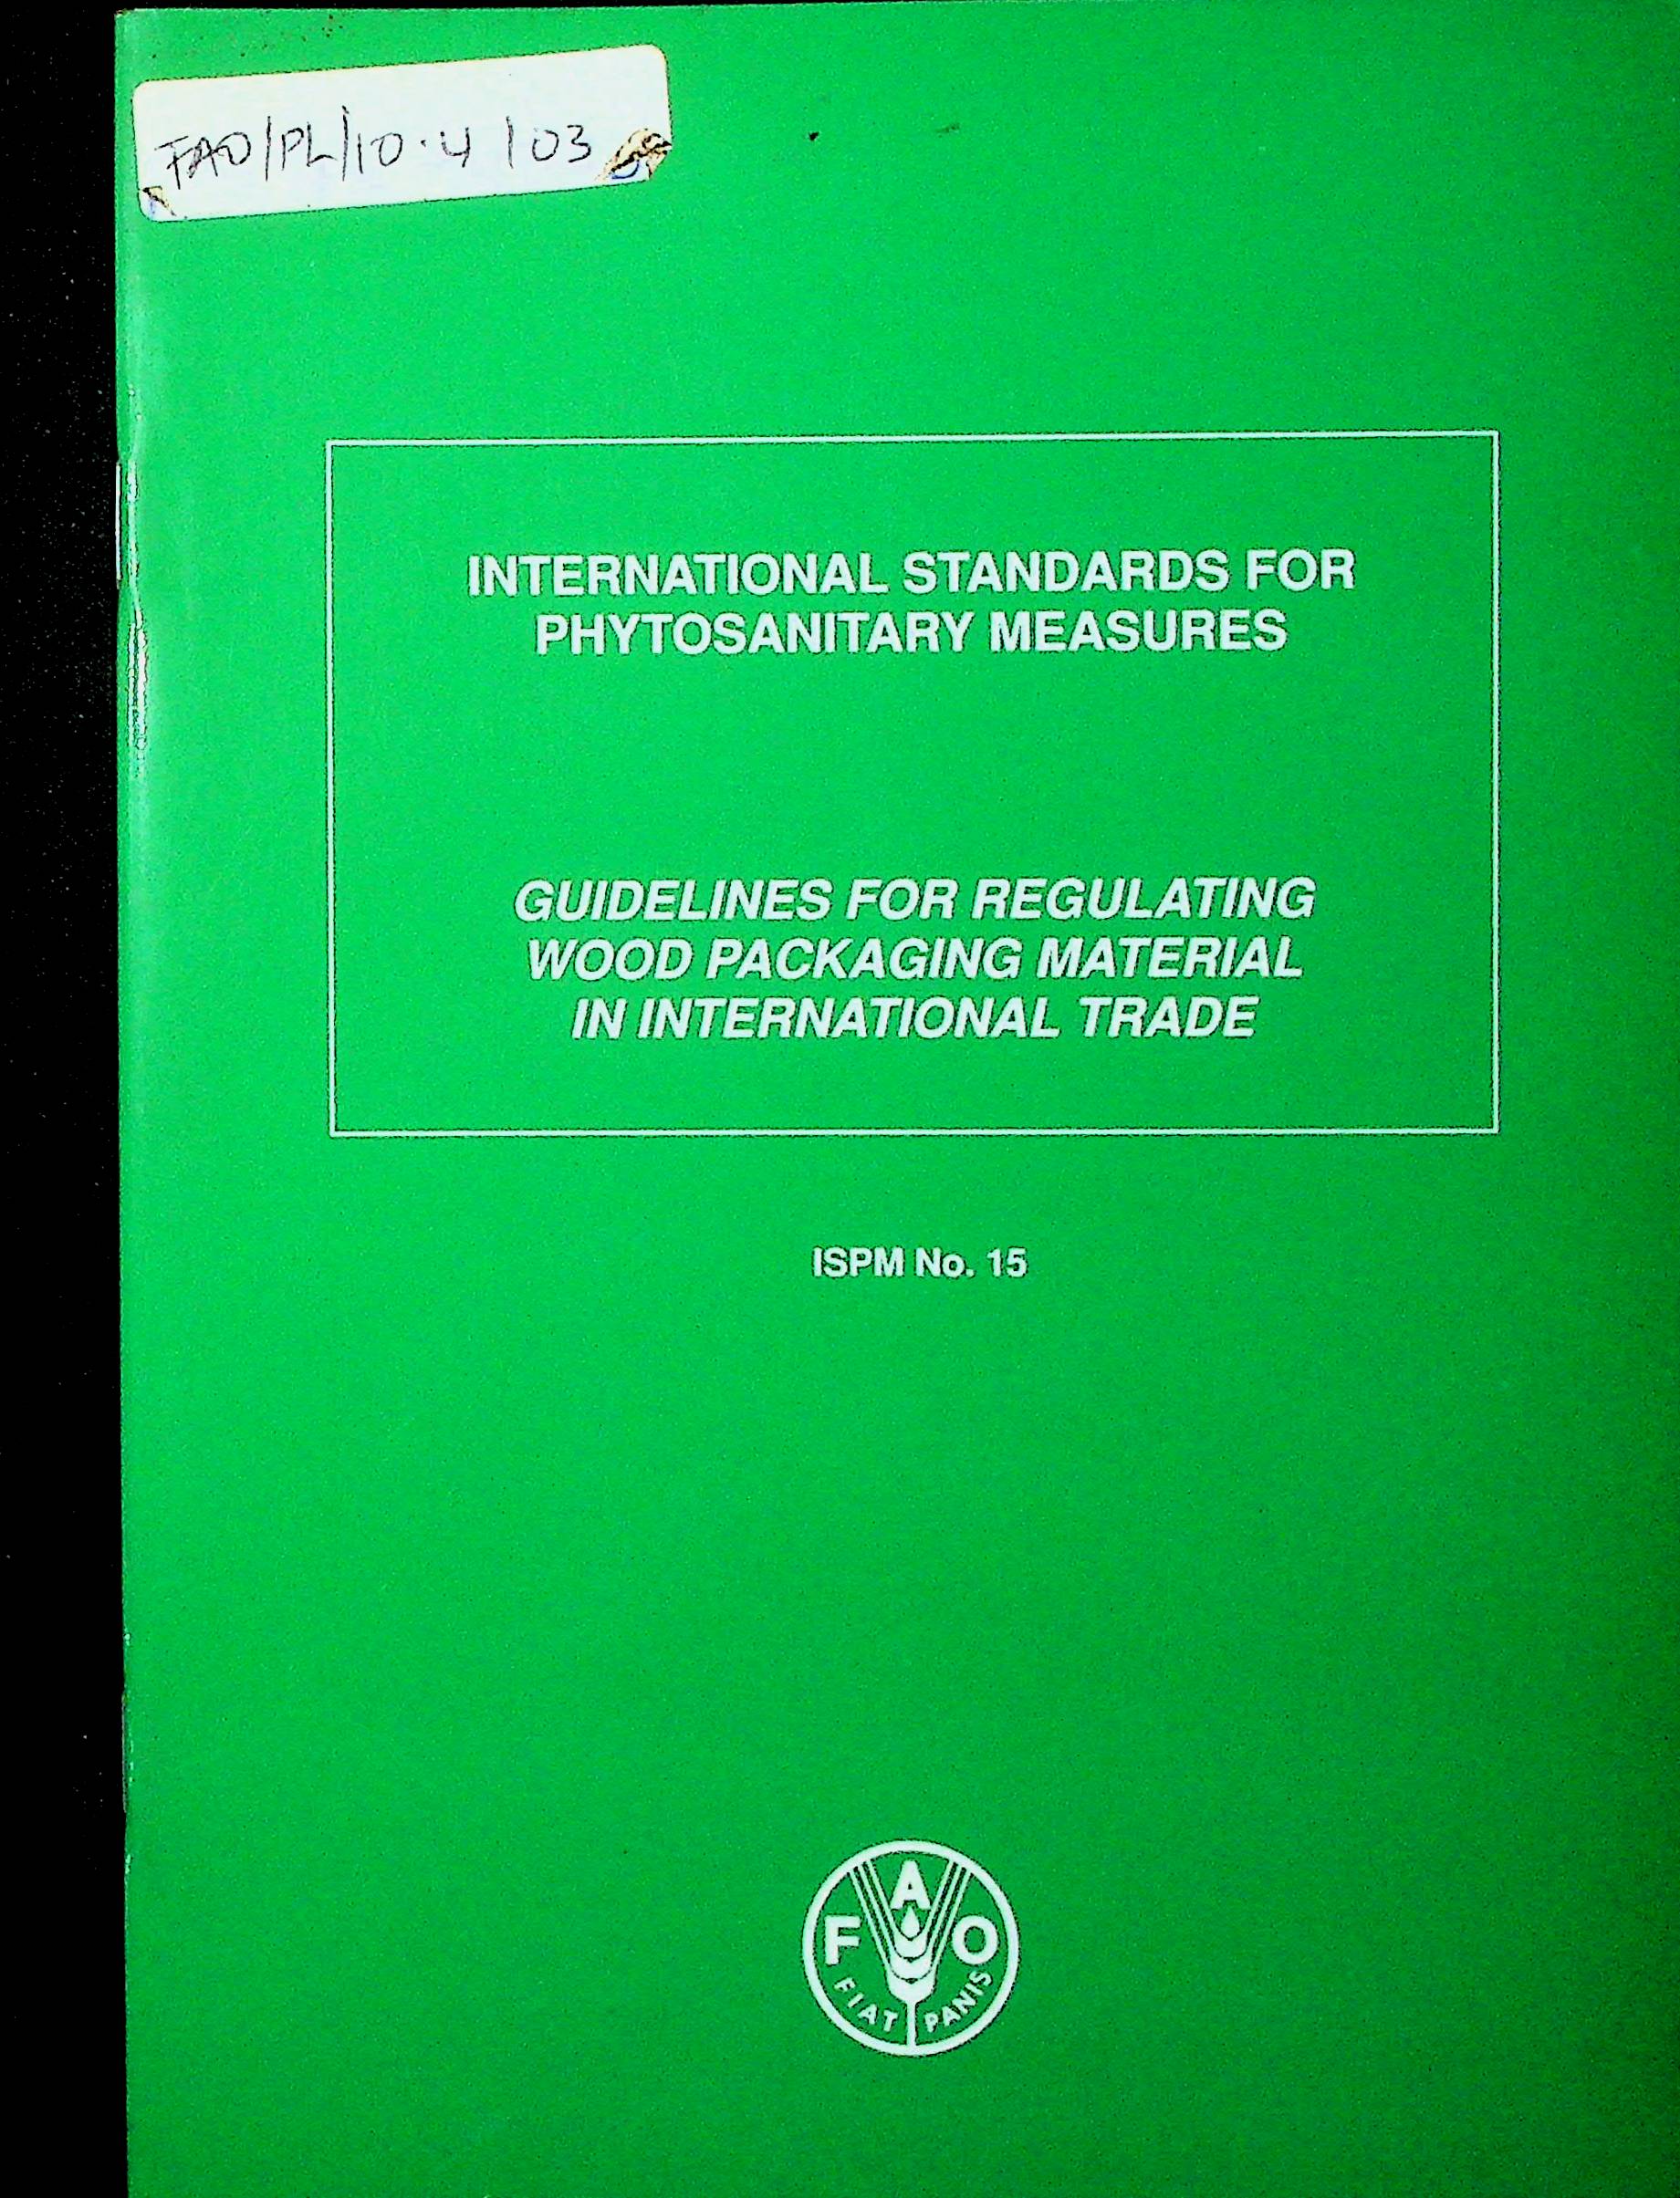 FAO/PL/10.4/03
INTERNATIONAL STANDARDS FOR
PHYTOSANITARY MEASURES
GUIDELINES FOR REGULATING
WOOD PACKAGING MATERIAL
IN INTERNATIONAL TRADE
ISPM No. 15
F A O
FIAT PANIS